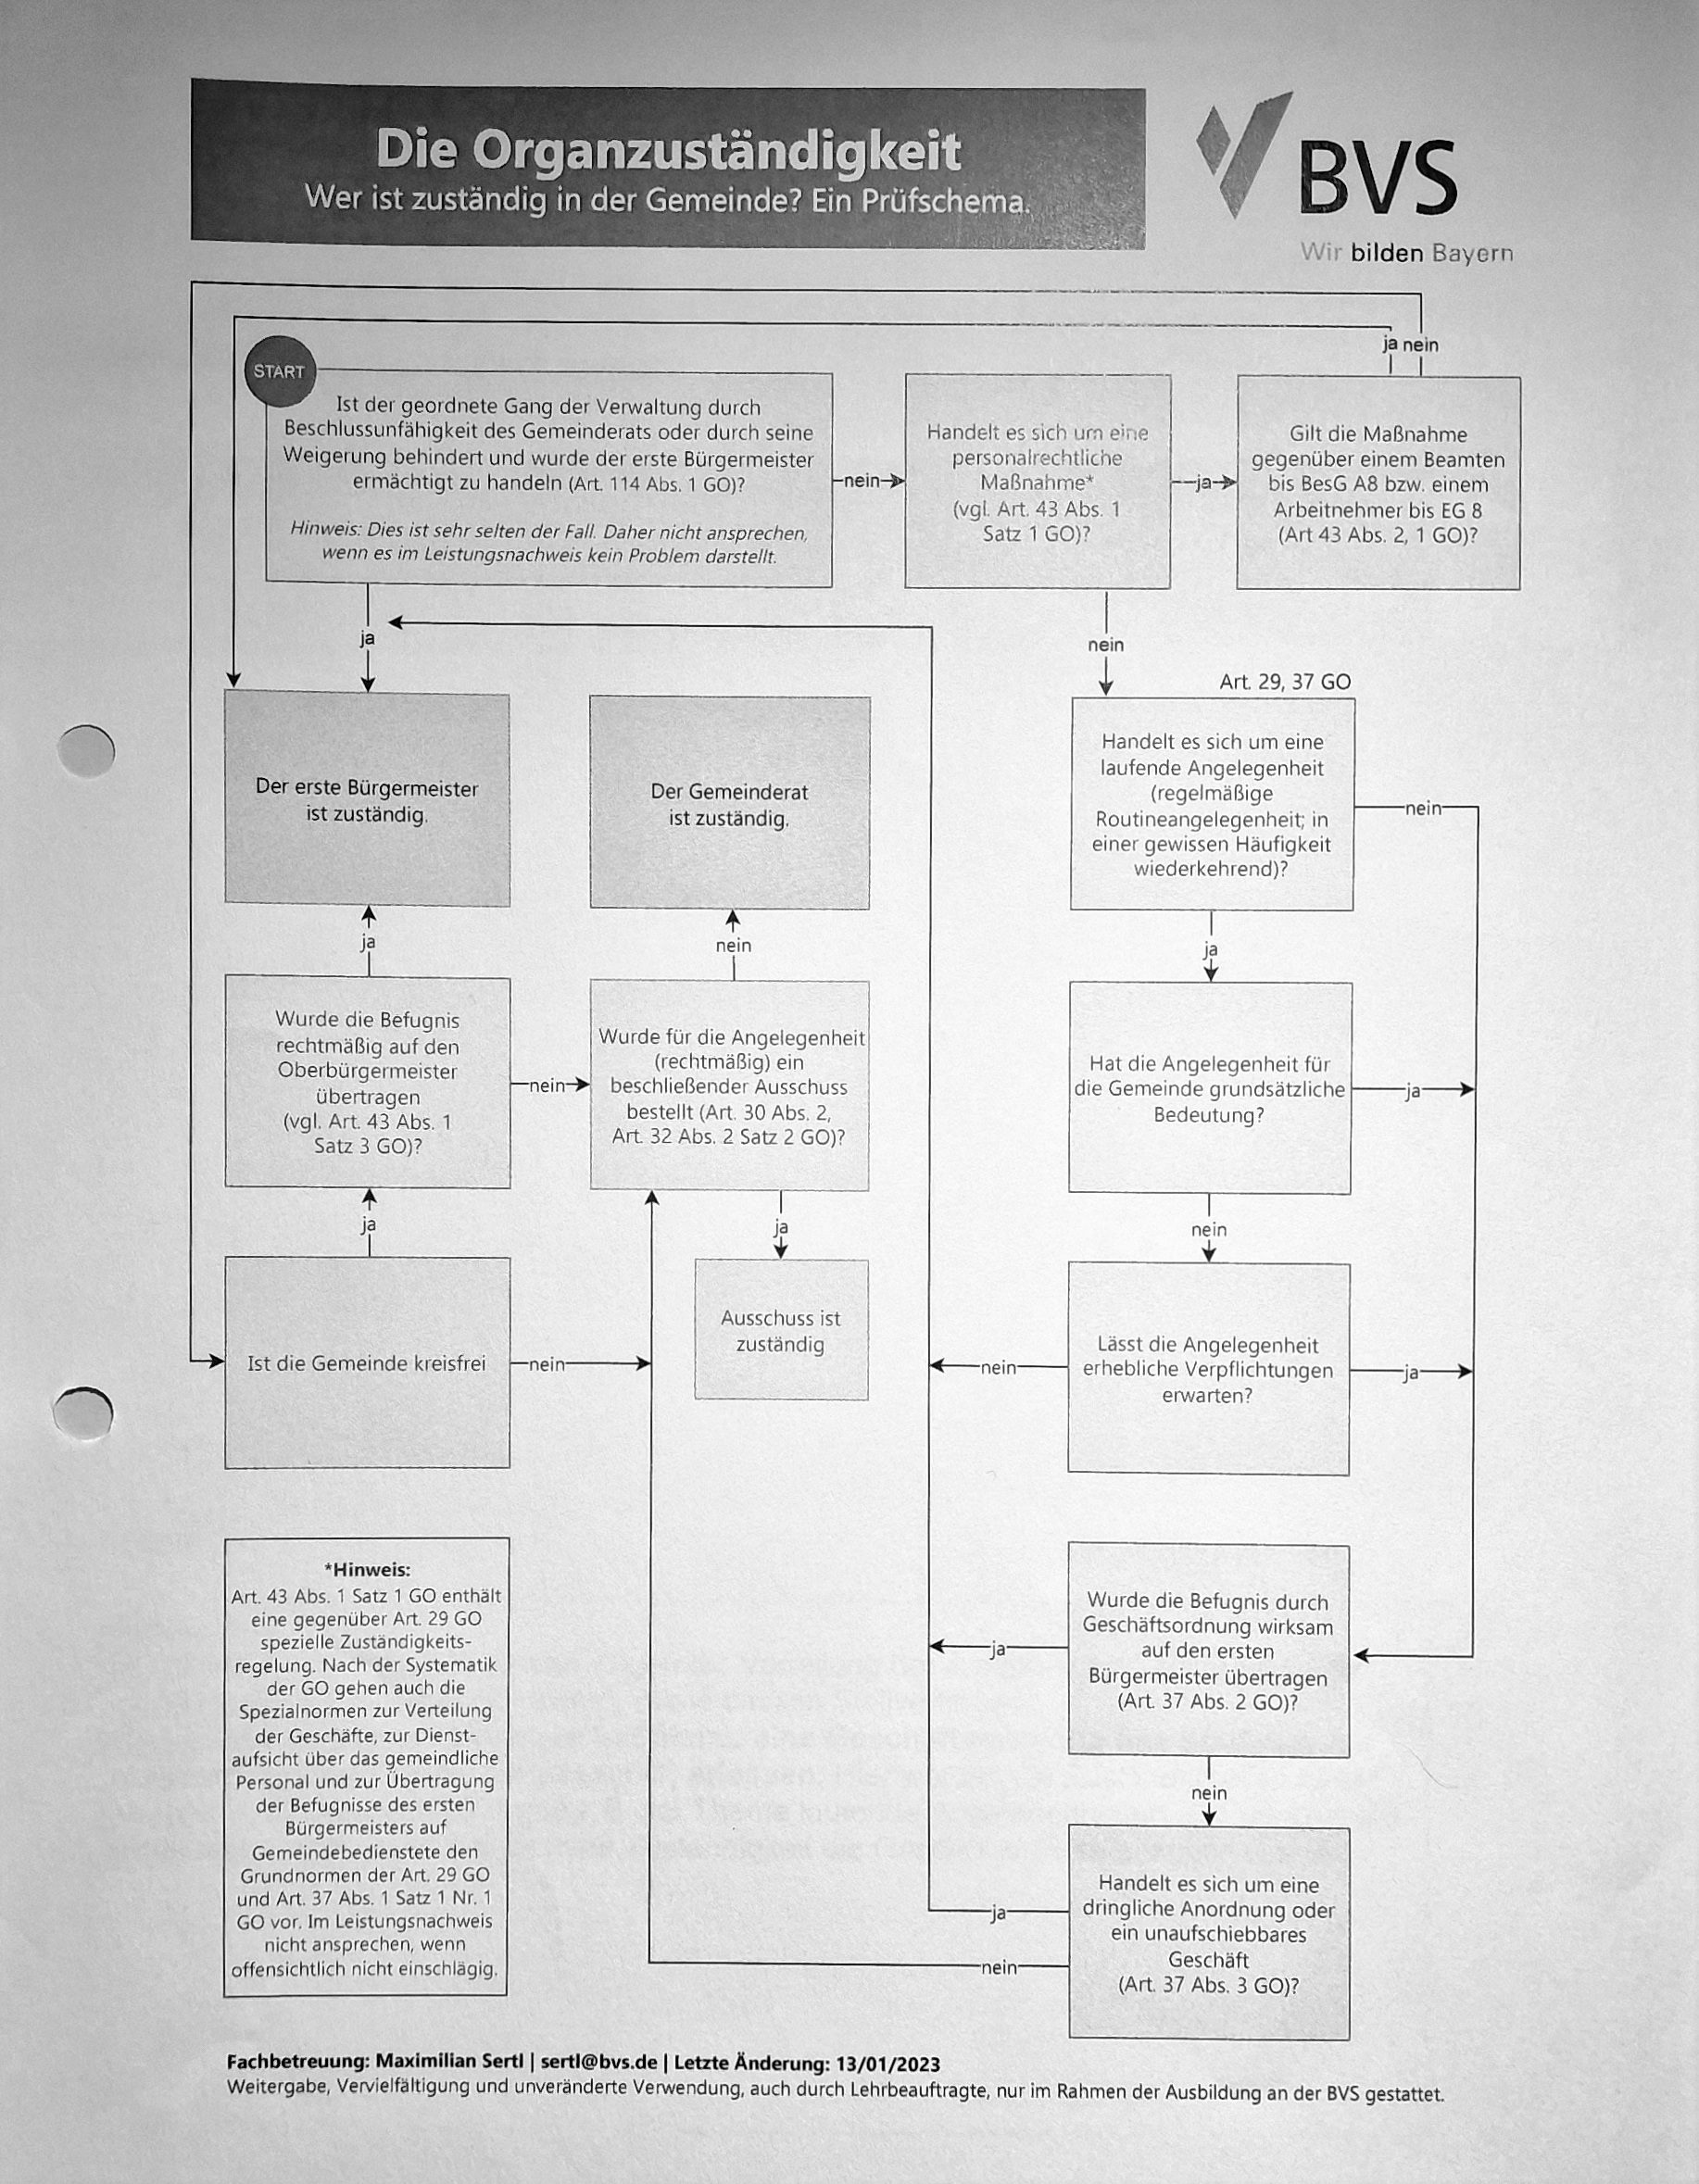 Die Organzuständigkeit
Wer ist zuständig in der Gemeinde? Ein Prüfschema.
BVS
Wir bilden Bayern
ja nein
START
Ist der geordnete Gang der Verwaltung durch
Beschlussunfähigkeit des Gemeinderats oder durch seine
Weigerung behindert und wurde der erste Bürgermeister
ermächtigt zu handeln (Art. 114 Abs. 1 GO)?
Hinweis: Dies ist sehr selten der Fall. Daher nicht ansprechen,
wenn es im Leistungsnachweis kein Problem darstellt.
nein
Handelt es sich um eine
personalrechtliche
Maßnahme*
(vgl. Art. 43 Abs. 1
Satz 1 GO)?
ja
Gilt die Maßnahme
gegenüber einem Beamten
bis BesG A8 bzw. einem
Arbeitnehmer bis EG 8
(Art 43 Abs. 2, 1 GO)?
ja
nein
Art. 29, 37 GO
Der erste Bürgermeister
ist zuständig.
Der Gemeinderat
ist zuständig.
Handelt es sich um eine
laufende Angelegenheit
(regelmäßige
Routineangelegenheit; in
einer gewissen Häufigkeit
wiederkehrend)?
nein
ja
nein
ja
Wurde die Befugnis
rechtmäßig auf den
Oberbürgermeister
übertragen
(vgl. Art. 43 Abs. 1
Satz 3 GO)?
nein
Wurde für die Angelegenheit
(rechtmäßig) ein
beschließender Ausschuss
bestellt (Art. 30 Abs. 2,
Art. 32 Abs. 2 Satz 2 GO)?
Hat die Angelegenheit für
die Gemeinde grundsätzliche
Bedeutung?
ja
ja
ja
nein
Ist die Gemeinde kreisfrei
nein
Ausschuss ist
zuständig
nein
Lässt die Angelegenheit
erhebliche Verpflichtungen
erwarten?
ja
*Hinweis:
Art. 43 Abs. 1 Satz 1 GO enthält
eine gegenüber Art. 29 GO
spezielle Zuständigkeits-
regelung. Nach der Systematik
der GO gehen auch die
Spezialnormen zur Verteilung
der Geschäfte, zur Dienst-
aufsicht über das gemeindliche
Personal und zur Übertragung
der Befugnisse des ersten
Bürgermeisters auf
Gemeindebedienstete den
Grundnormen der Art. 29 GO
und Art. 37 Abs. 1 Satz 1 Nr. 1
GO vor. Im Leistungsnachweis
nicht ansprechen, wenn
offensichtlich nicht einschlägig.
ja
Wurde die Befugnis durch
Geschäftsordnung wirksam
auf den ersten
Bürgermeister übertragen
(Art. 37 Abs. 2 GO)?
nein
ja
nein
Handelt es sich um eine
dringliche Anordnung oder
ein unaufschiebbares
Geschäft
(Art. 37 Abs. 3 GO)?
Fachbetreuung: Maximilian Sertl | sertl@bvs.de | Letzte Änderung: 13/01/2023
Weitergabe, Vervielfältigung und unveränderte Verwendung, auch durch Lehrbeauftragte, nur im Rahmen der Ausbildung an der BVS gestattet.